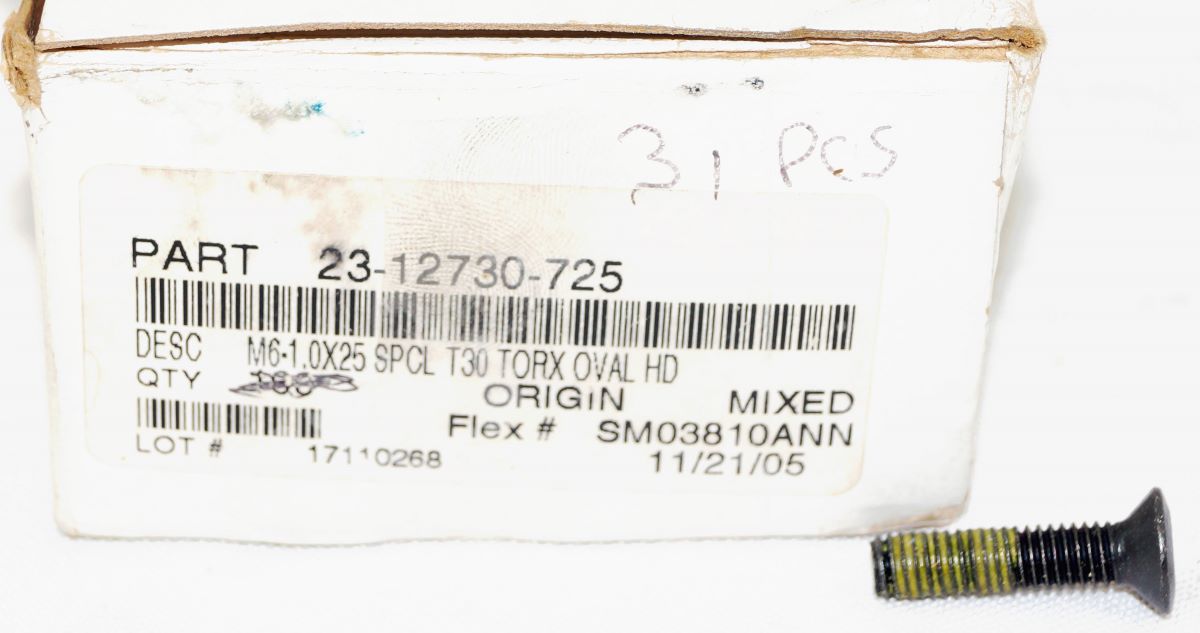 31 PCS
PART 23-12730-725
DESC M6-1.0X25 SPCL T30 TORX OVAL HD
QTY
ORIGIN MIXED
Flex # SM03810ANN
LOT # 17110268 11/21/05